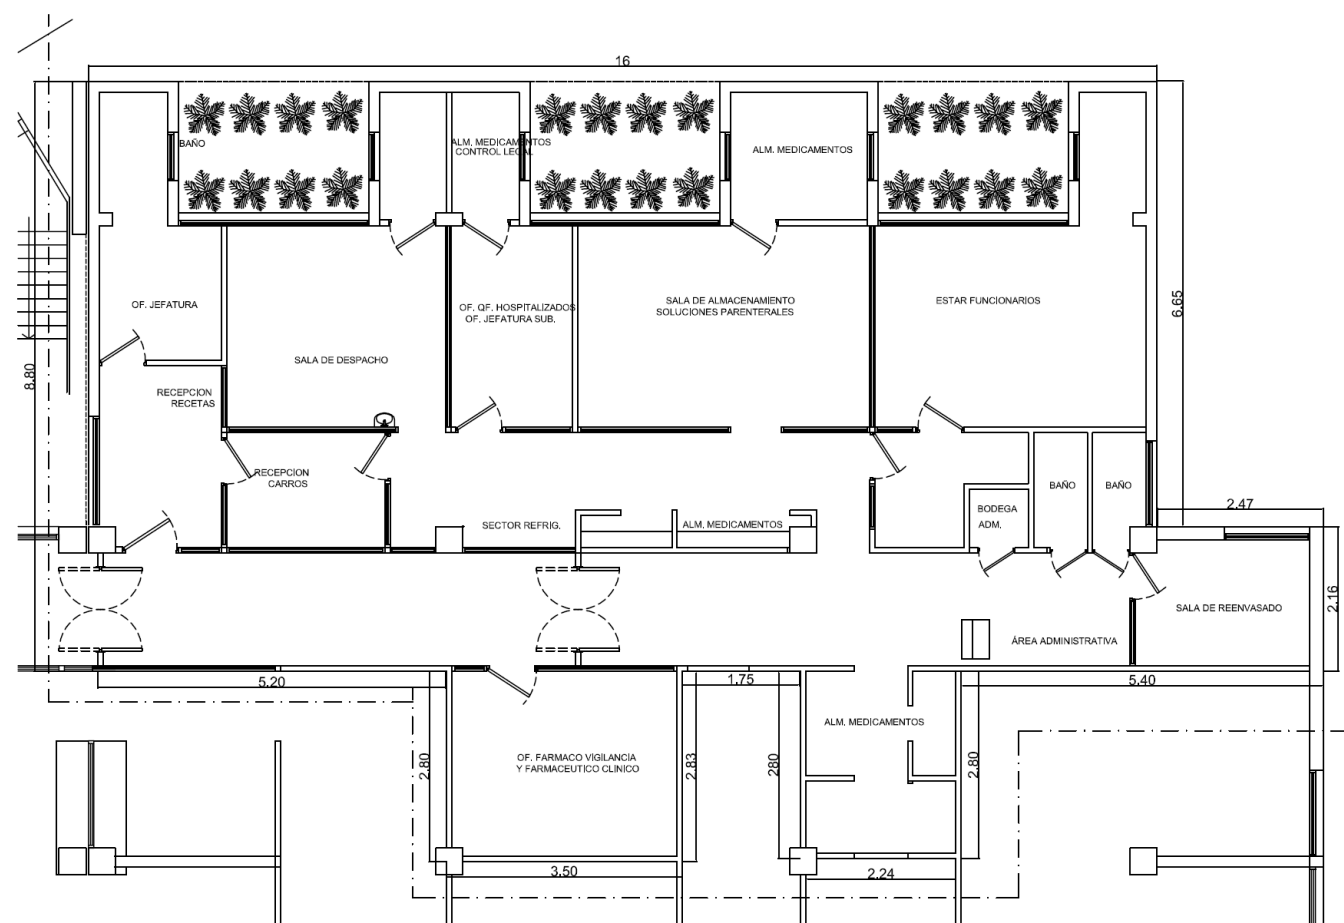 16
BAÑO
ALM. MEDICAMENTOS
CONTROL LEGAL
ALM. MEDICAMENTOS
OF. JEFATURA
OF. QF. HOSPITALIZADOS
OF. JEFATURA SUB.
SALA DE ALMACENAMIENTO
SOLUCIONES PARENTERALES
ESTAR FUNCIONARIOS
6.65
SALA DE DESPACHO
8.80
RECEPCION
RECETAS
RECEPCION
CARROS
BAÑO
BAÑO
SECTOR REFRIG.
ALM. MEDICAMENTOS
BODEGA
ADM.
2.47
2.16
SALA DE REENVASADO
ÁREA ADMINISTRATIVA
5.20
1.75
5.40
ALM. MEDICAMENTOS
OF. FARMACO VIGILANCIA
Y FARMACEUTICO CLINICO
2.80
2.83
280
2.80
3.50
2.24